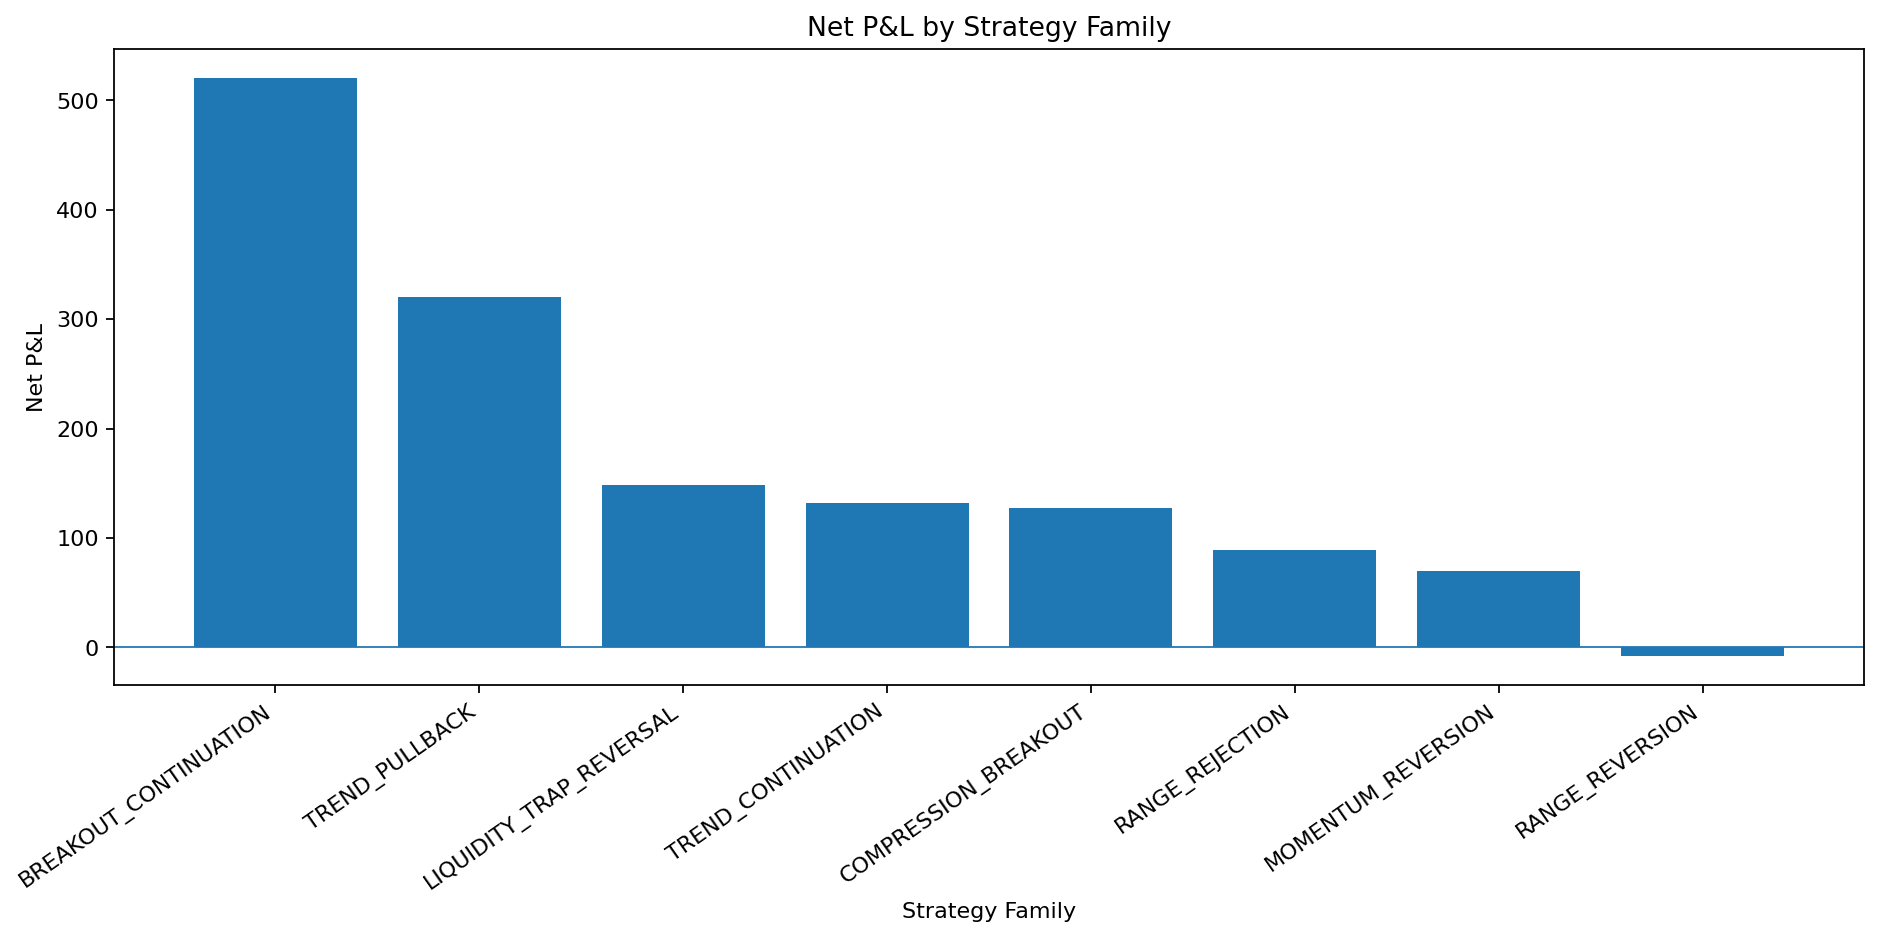 Net P&L by Strategy Family
Net P&L
500
400
300
200
100
0
BREAKOUT_CONTINUATION
TREND_PULLBACK
LIQUIDITY_TRAP_REVERSAL
TREND_CONTINUATION
COMPRESSION_BREAKOUT
RANGE_REJECTION
MOMENTUM_REVERSION
RANGE_REVERSION
Strategy Family